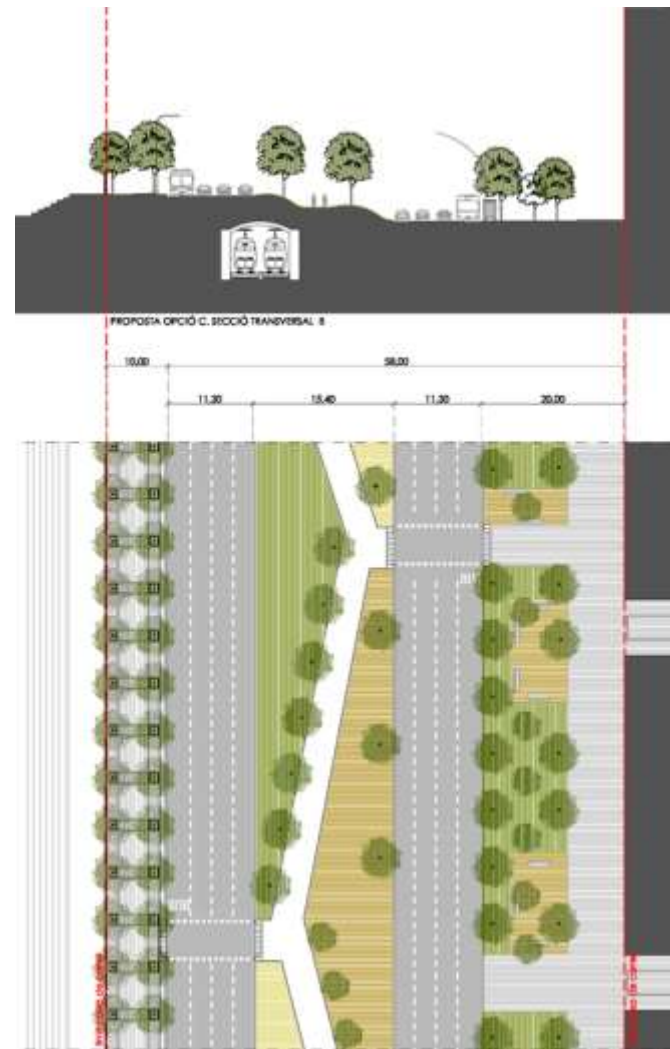 PROPOSTA OPCIÓ C. SECCIÓ TRANSVERSAL B
10,00 58,00
11,30 15,40 11,30 20,00